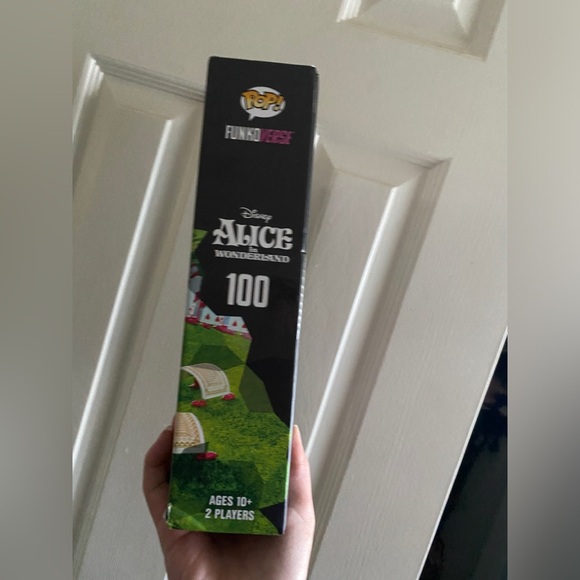 POP!
FUNKOVERSE
Disney
ALICE
in
WONDERLAND
100
AGES 10+
2 PLAYERS